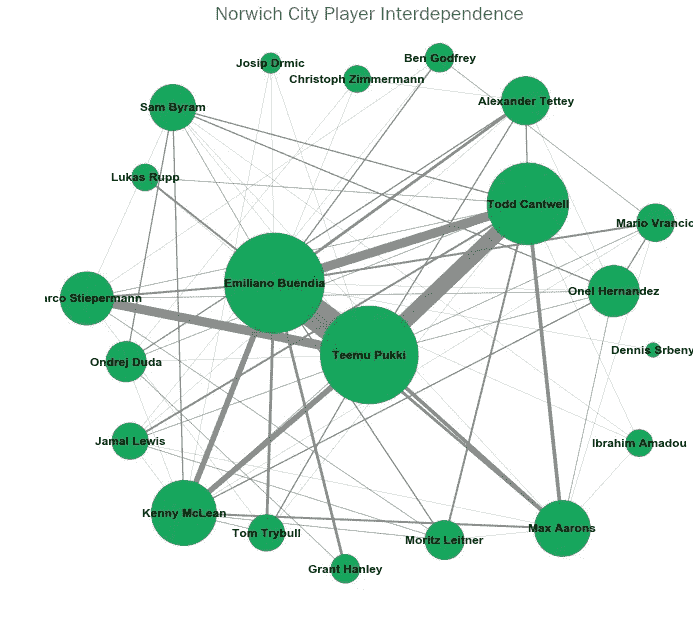 Norwich City Player Interdependence
Ben Godfrey
Josip Drmic
Christoph Zimmermann
Alexander Tettey
Sam Byram
Lukas Rupp
Todd Cantwell
Mario Vrancic
Emiliano Buendia
Onel Hernandez
arco Stiepermann
Teemu Pukki
Dennis Srbeny
Ondrej Duda
Jamal Lewis
Ibrahim Amadou
Kenny McLean
Tom Trybull
Max Aarons
Moritz Leitner
Grant Hanley